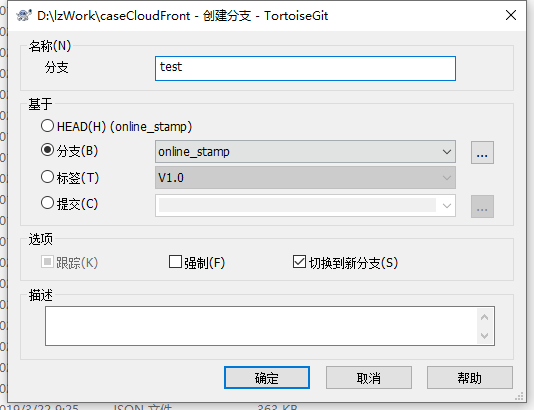 D:\lzWork\caseCloudFront - 创建分支 - TortoiseGit
名称(N)
分支
test
基于
HEAD(H) (online_stamp)
分支(B)
online_stamp
...
标签(T)
V1.0
提交(C)
...
选项
跟踪(K)
强制(F)
切换到新分支(S)
描述
确定
取消
帮助
019/3/22 9:25 JSON 文件 363 KB